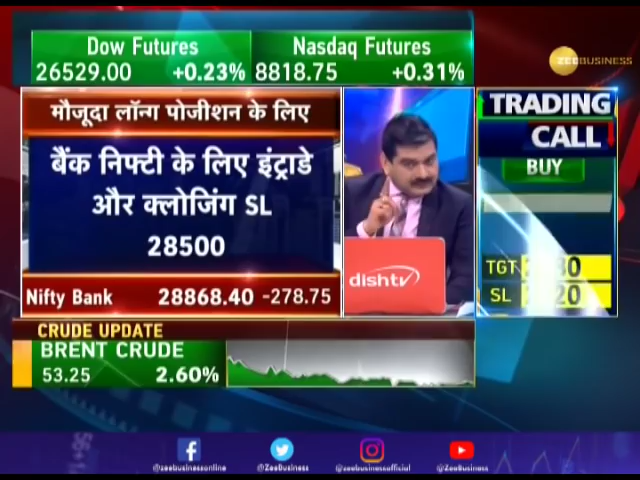 Dow Futures
26529.00 +0.23%
Nasdaq Futures
8818.75 +0.31%
ZEEBUSINESS
मौजूदा लॉन्ग पोजीशन के लिए
बैंक निफ्टी के लिए इंट्राडे
और क्लोजिंग SL
28500
Nifty Bank 28868.40 -278.75
dishtv
TRADING
CALL
BUY
TGT
SL 20
CRUDE UPDATE
BRENT CRUDE
53.25 2.60%
@zeebusinessonline
@ZeeBusiness
@zeebusinessofficial
@ZeeBusiness